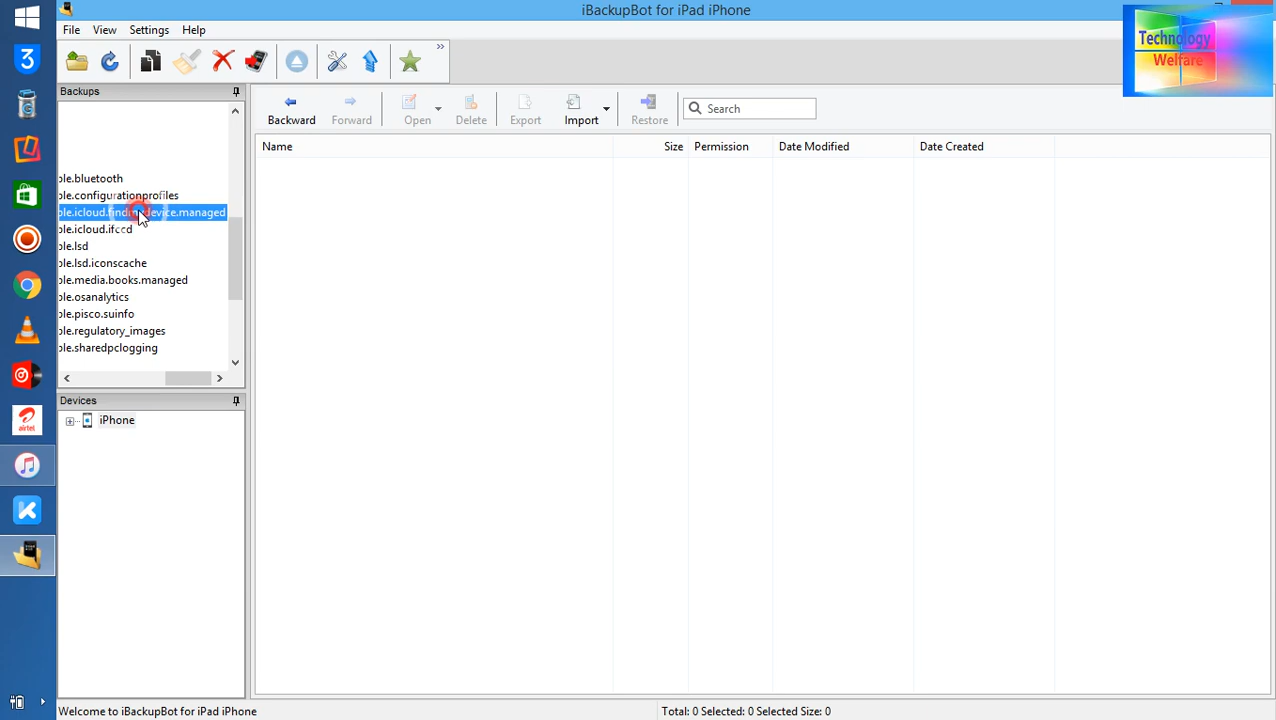 iBackupBot for iPad iPhone
Technology
Welfare
File View Settings Help
Backups
Backward Forward Open Delete Export Import Restore Search
Name Size Permission Date Modified Date Created
ple.bluetooth
ple.configurationprofiles
ple.icloud.findmydevice.managed
ple.icloud.ifccd
ple.lsd
ple.lsd.iconscache
ple.media.books.managed
ple.osanalytics
ple.pisco.suinfo
ple.regulatory_images
ple.sharedpclogging
Devices
iPhone
airtel
Welcome to iBackupBot for iPad iPhone
Total: 0 Selected: 0 Selected Size: 0